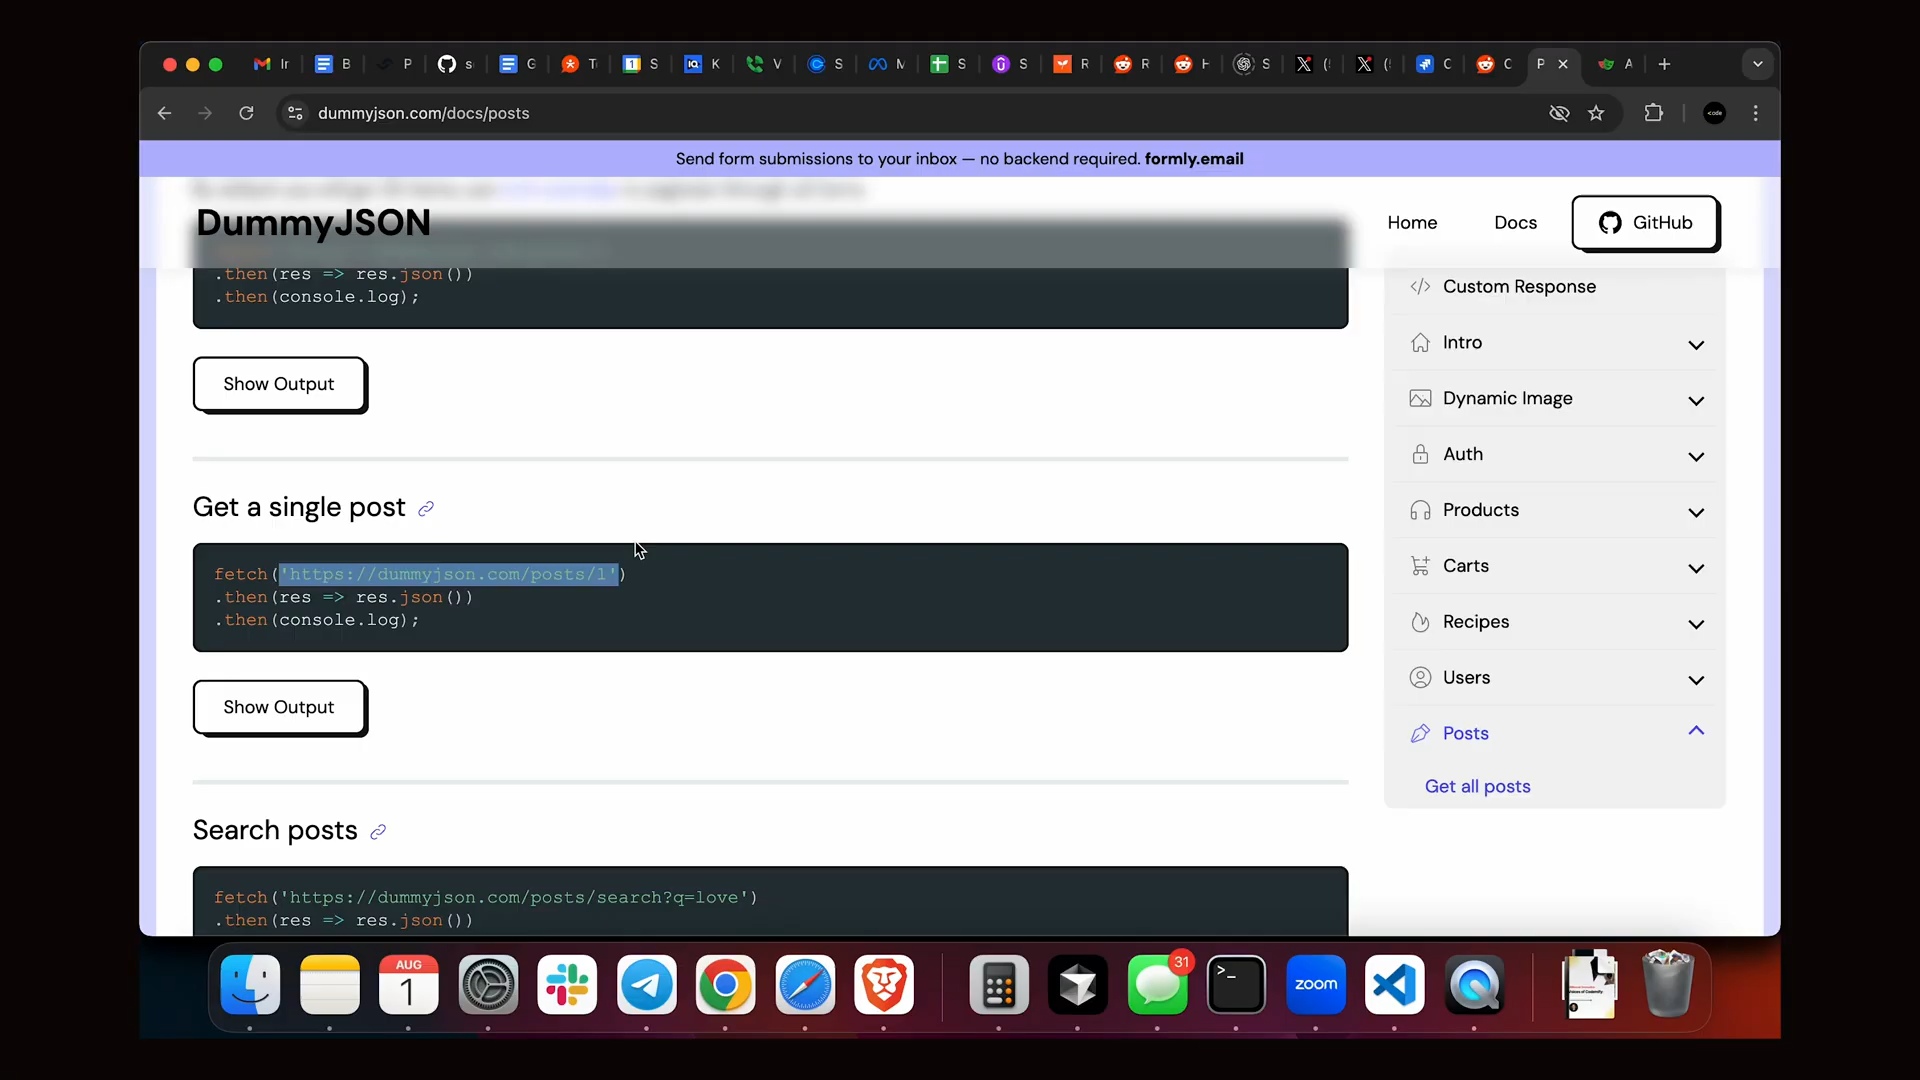 Ir
B
P
s
G
T
1 S
IQ K
V
S
M
S
S
R
R
H
S
(
(
C
C
P
A
dummyjson.com/docs/posts
<code>
Send form submissions to your inbox — no backend required. formly.email
DummyJSON
Home
Docs
GitHub
.then(res => res.json())
.then(console.log);
Show Output
Get a single post
fetch('https://dummyjson.com/posts/1')
.then(res => res.json())
.then(console.log);
Show Output
Search posts
fetch('https://dummyjson.com/posts/search?q=love')
.then(res => res.json())
Custom Response
Intro
Dynamic Image
Auth
Products
Carts
Recipes
Users
Posts
Get all posts
AUG
1
31
>_
zoom